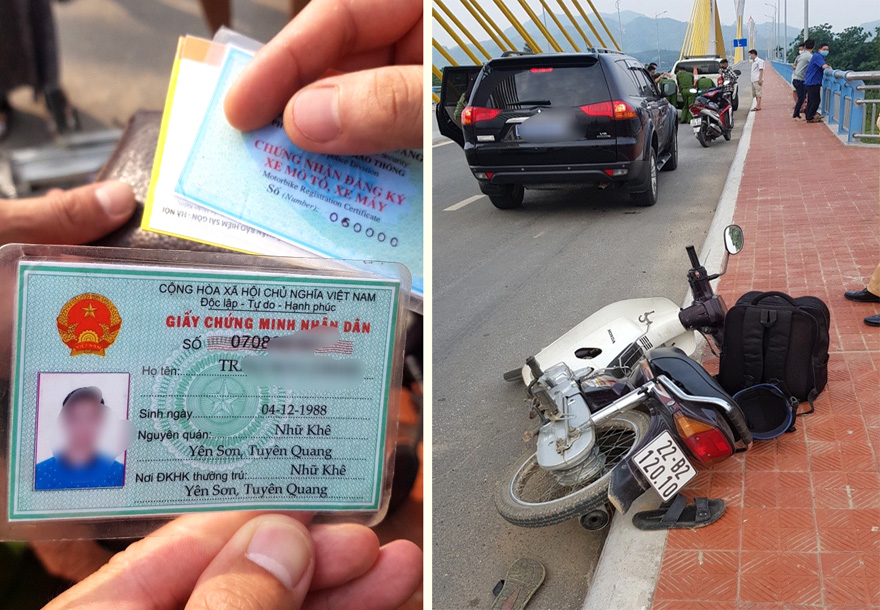 CHỨNG NHẬN ĐĂNG KÝ
XE MÔ TÔ, XE MÁY
Motorbike Registration Certificate
Số (Number):
060000
CỘNG HÒA XÃ HỘI CHỦ NGHĨA VIỆT NAM
Độc lập - Tự do - Hạnh phúc
GIẤY CHỨNG MINH NHÂN DÂN
SỐ 070
Họ tên: TR
Sinh ngày 04-12-1988
Nguyên quán: Nhữ Khê
Yên Sơn, Tuyên Quang
Nơi ĐKHK thường trú: Nhữ Khê
Yên Sơn, Tuyên Quang
22-B2
120.10